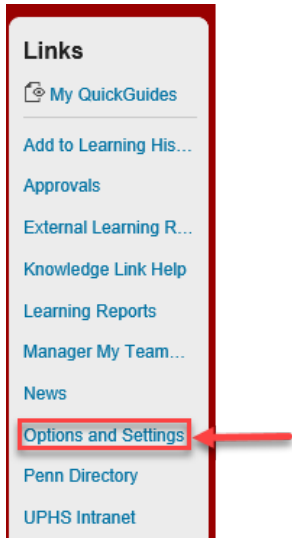 Links
My QuickGuides
Add to Learning His...
Approvals
External Learning R...
Knowledge Link Help
Learning Reports
Manager My Team...
News
Options and Settings
Penn Directory
UPHS Intranet